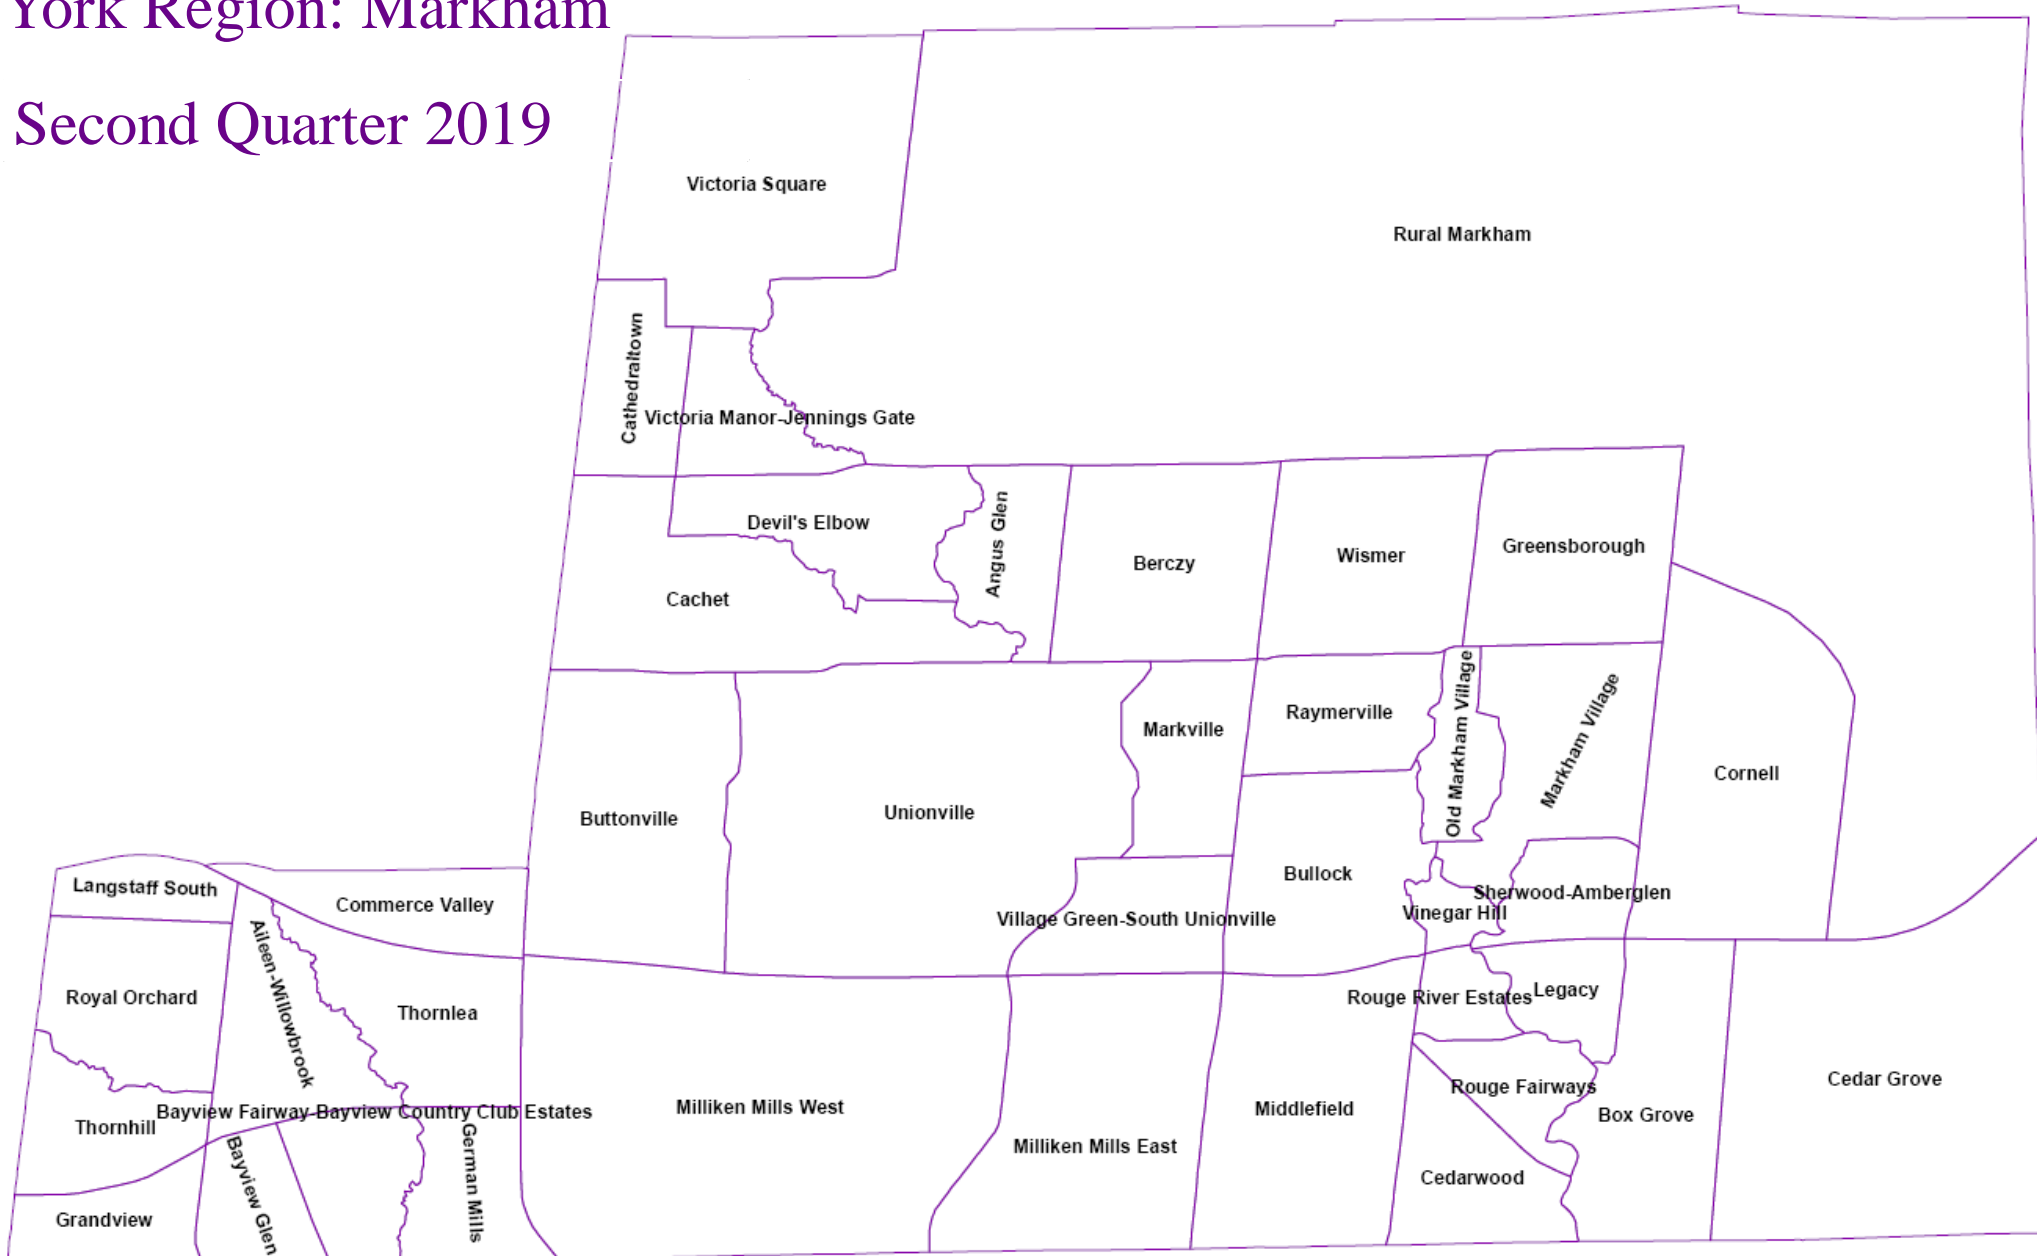 York Region: Markham
Second Quarter 2019
Victoria Square
Rural Markham
Cathedraltown
Victoria Manor-Jennings Gate
Devil's Elbow
Angus Glen
Berczy
Wismer
Greensborough
Cachet
Raymerville
Old Markham Village
Markham Village
Markville
Cornell
Buttonville
Unionville
Bullock
Langstaff South
Commerce Valley
Village Green-South Unionville
Vinegar Hill
Sherwood-Amberglen
Aileen-Willowbrook
Royal Orchard
Thornlea
Rouge River Estates
Legacy
Rouge Fairways
Cedar Grove
Bayview Fairway-Bayview Country Club Estates
Milliken Mills West
Middlefield
Box Grove
Thornhill
Milliken Mills East
German Mills
Cedarwood
Bayview Glen
Grandview